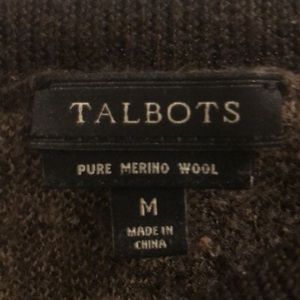 TALBOTS
PURE MERINO WOOL
M
MADE IN
CHINA